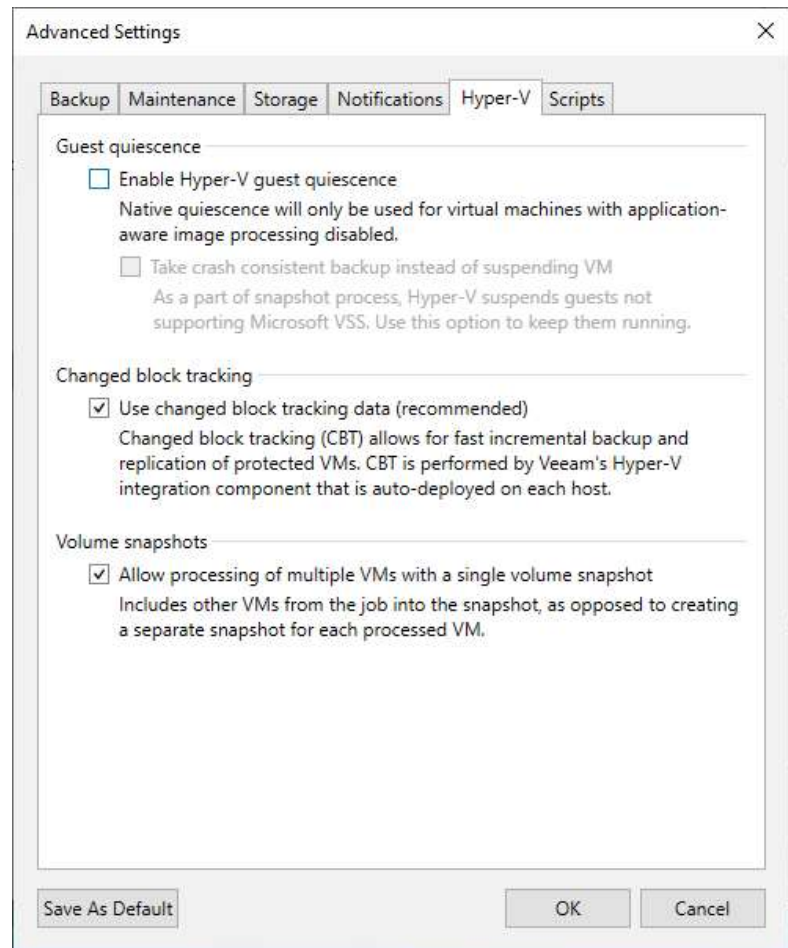 Advanced Settings
Backup Maintenance Storage Notifications Hyper-V Scripts
Guest quiescence
Enable Hyper-V guest quiescence
Native quiescence will only be used for virtual machines with application-
aware image processing disabled.
Take crash consistent backup instead of suspending VM
As a part of snapshot process, Hyper-V suspends guests not
supporting Microsoft VSS. Use this option to keep them running.
Changed block tracking
Use changed block tracking data (recommended)
Changed block tracking (CBT) allows for fast incremental backup and
replication of protected VMs. CBT is performed by Veeam's Hyper-V
integration component that is auto-deployed on each host.
Volume snapshots
Allow processing of multiple VMs with a single volume snapshot
Includes other VMs from the job into the snapshot, as opposed to creating
a separate snapshot for each processed VM.
Save As Default OK Cancel